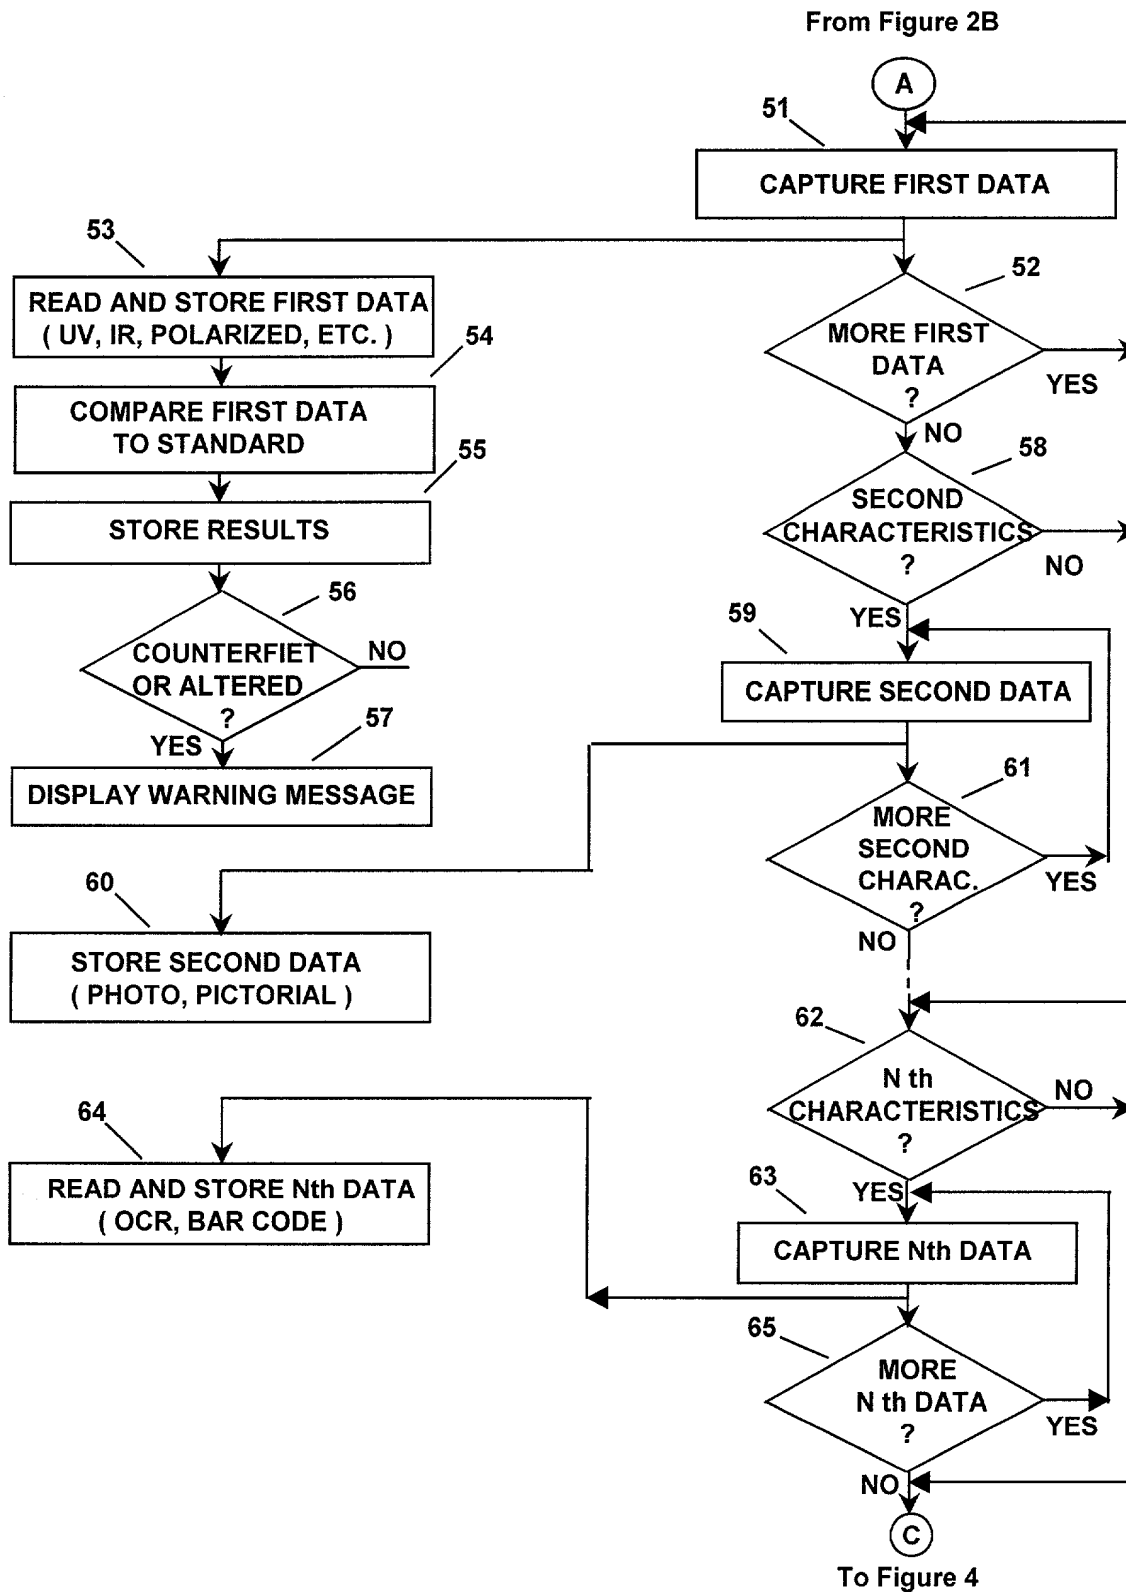 From Figure 2B
A
51
CAPTURE FIRST DATA
53
READ AND STORE FIRST DATA
( UV, IR, POLARIZED, ETC. )
52
MORE FIRST
DATA
?
YES
NO
54
COMPARE FIRST DATA
TO STANDARD
55
STORE RESULTS
58
SECOND
CHARACTERISTICS
?
NO
YES
56
COUNTERFIET
OR ALTERED
?
NO
YES
57
DISPLAY WARNING MESSAGE
59
CAPTURE SECOND DATA
61
MORE
SECOND
CHARAC.
?
YES
NO
60
STORE SECOND DATA
( PHOTO, PICTORIAL )
62
N th
CHARACTERISTICS
?
NO
YES
64
READ AND STORE Nth DATA
( OCR, BAR CODE )
63
CAPTURE Nth DATA
65
MORE
N th DATA
?
YES
NO
C
To Figure 4